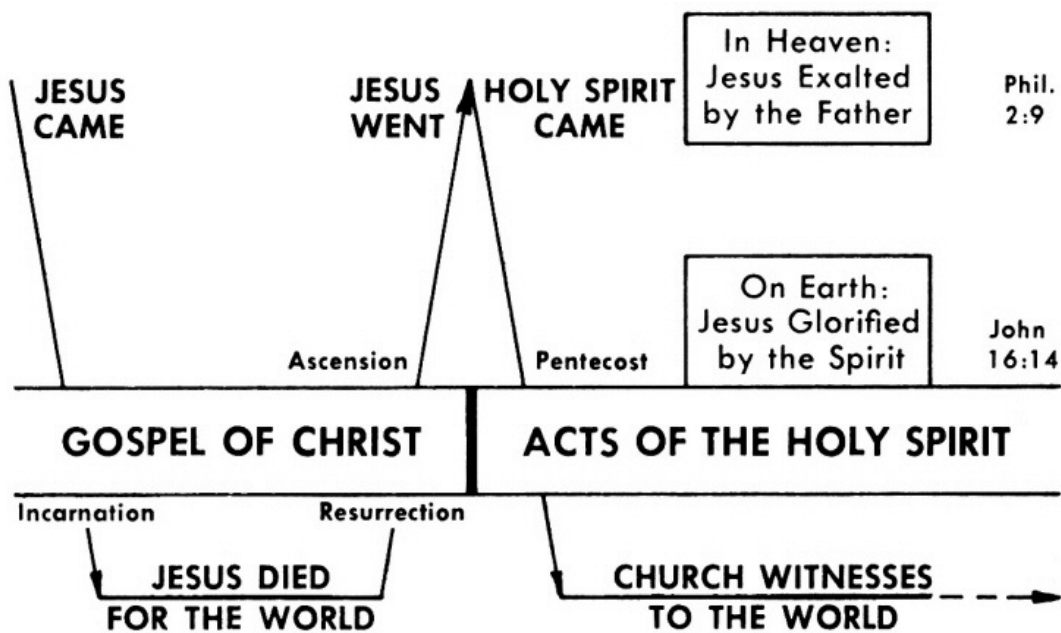 JESUS
CAME
JESUS
WENT
HOLY SPIRIT
CAME
In Heaven:
Jesus Exalted
by the Father
Phil.
2:9
On Earth:
Jesus Glorified
by the Spirit
John
16:14
Ascension
Pentecost
GOSPEL OF CHRIST
ACTS OF THE HOLY SPIRIT
Incarnation
Resurrection
JESUS DIED
FOR THE WORLD
CHURCH WITNESSES
TO THE WORLD